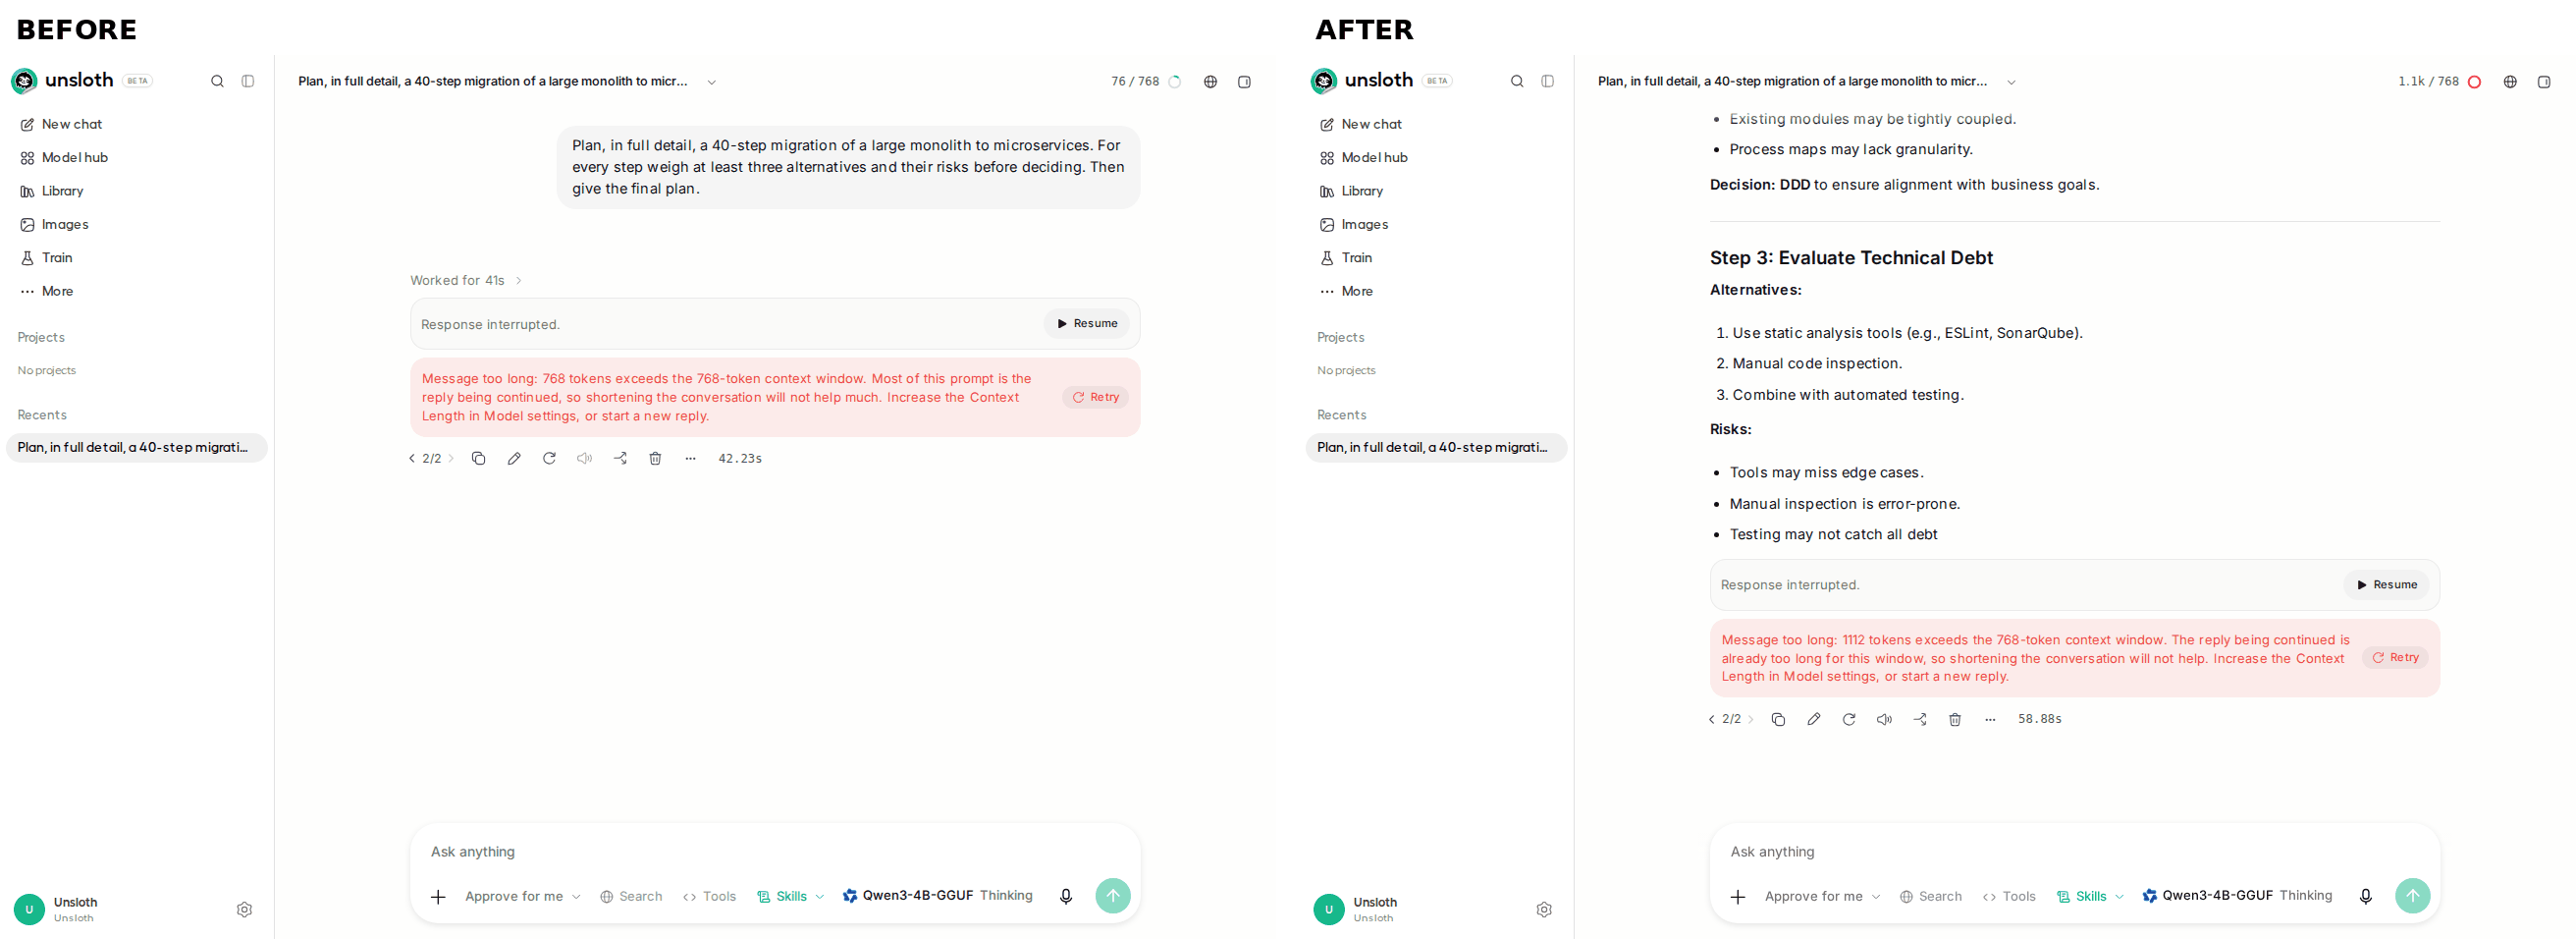 BEFORE
unsloth BETA
New chat
Model hub
Library
Images
Train
More
Projects
No projects
Recents
Plan, in full detail, a 40-step migrati...
Unsloth
Unsloth
U
Plan, in full detail, a 40-step migration of a large monolith to micr...
76 / 768
Plan, in full detail, a 40-step migration of a large monolith to microservices. For
every step weigh at least three alternatives and their risks before deciding. Then
give the final plan.
Worked for 41s
Response interrupted.
Resume
Message too long: 768 tokens exceeds the 768-token context window. Most of this prompt is the
reply being continued, so shortening the conversation will not help much. Increase the Context
Length in Model settings, or start a new reply.
Retry
2/2
42.23s
Ask anything
Approve for me Search Tools Skills Qwen3-4B-GGUF Thinking
AFTER
unsloth BETA
New chat
Model hub
Library
Images
Train
More
Projects
No projects
Recents
Plan, in full detail, a 40-step migrati...
Unsloth
Unsloth
U
Plan, in full detail, a 40-step migration of a large monolith to micr...
1.1k / 768
• Existing modules may be tightly coupled.
• Process maps may lack granularity.
Decision: DDD to ensure alignment with business goals.
Step 3: Evaluate Technical Debt
Alternatives:
1. Use static analysis tools (e.g., ESLint, SonarQube).
2. Manual code inspection.
3. Combine with automated testing.
Risks:
• Tools may miss edge cases.
• Manual inspection is error-prone.
• Testing may not catch all debt
Response interrupted.
Resume
Message too long: 1112 tokens exceeds the 768-token context window. The reply being continued is
already too long for this window, so shortening the conversation will not help. Increase the Context
Length in Model settings, or start a new reply.
Retry
2/2
58.88s
Ask anything
Approve for me Search Tools Skills Qwen3-4B-GGUF Thinking